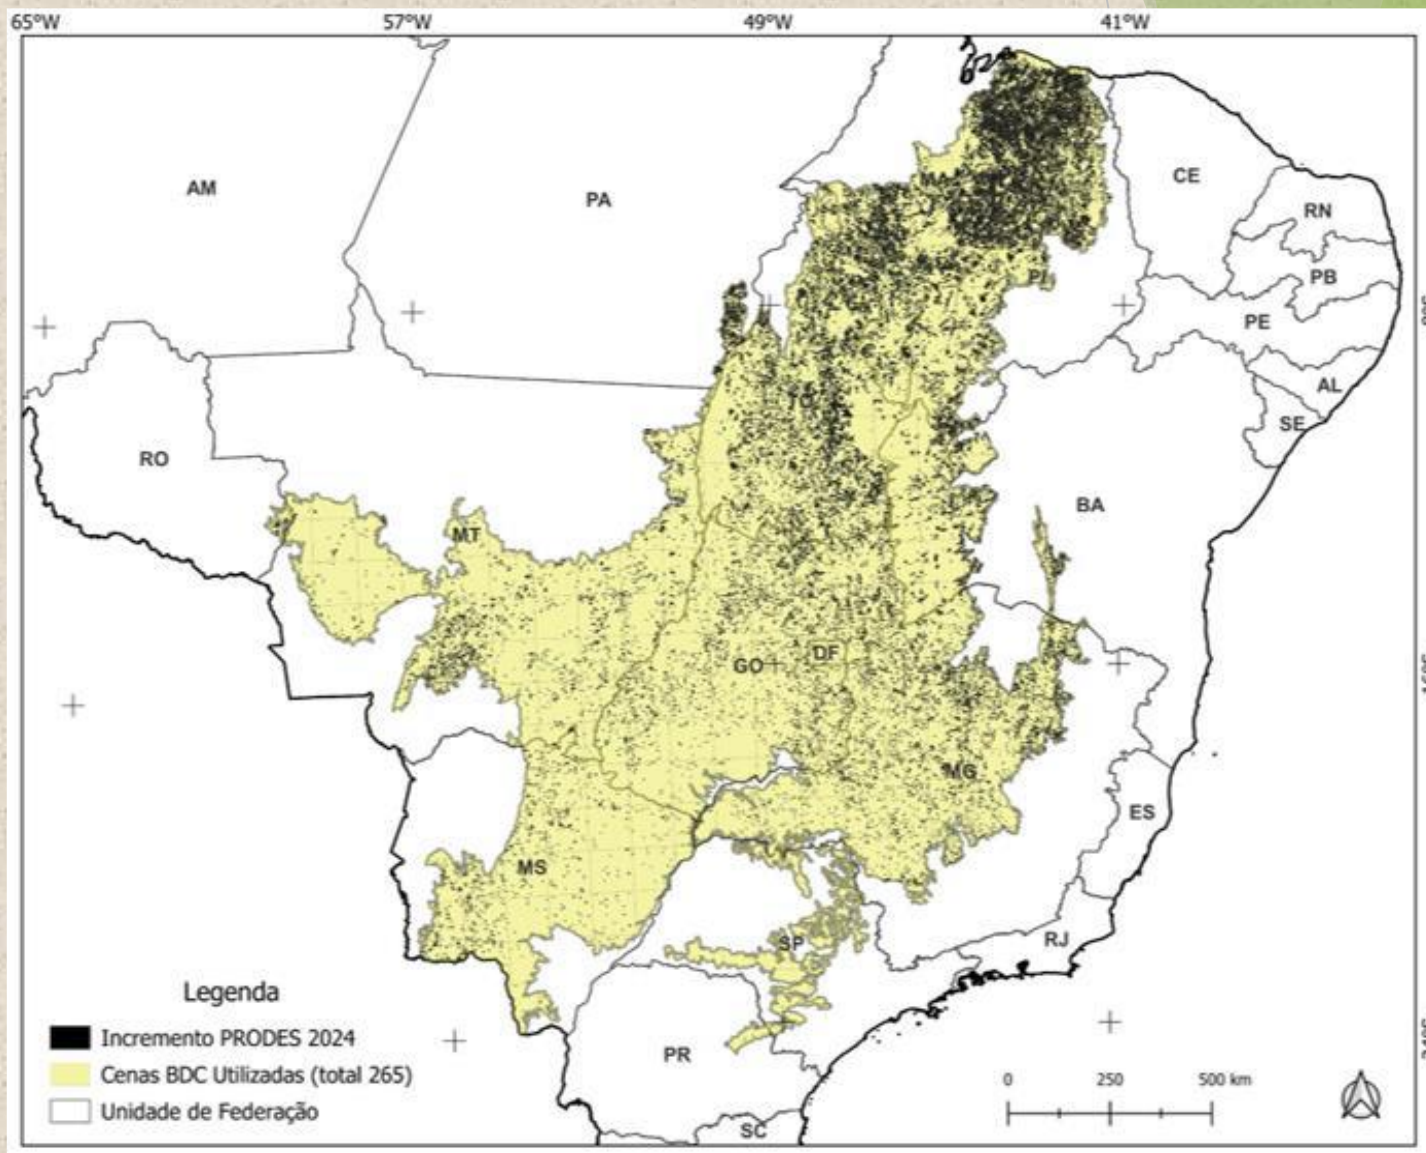 65°W 57°W 49°W 41°W
AM
PA
MA
CE
RN
PB
PI
PE
TO
AL
SE
RO
BA
MT
GO
DF
MG
ES
MS
RJ
SP
PR
SC
Legenda
Incremento PRODES 2024
Cenas BDC Utilizadas (total 265)
Unidade de Federação
0 250 500 km